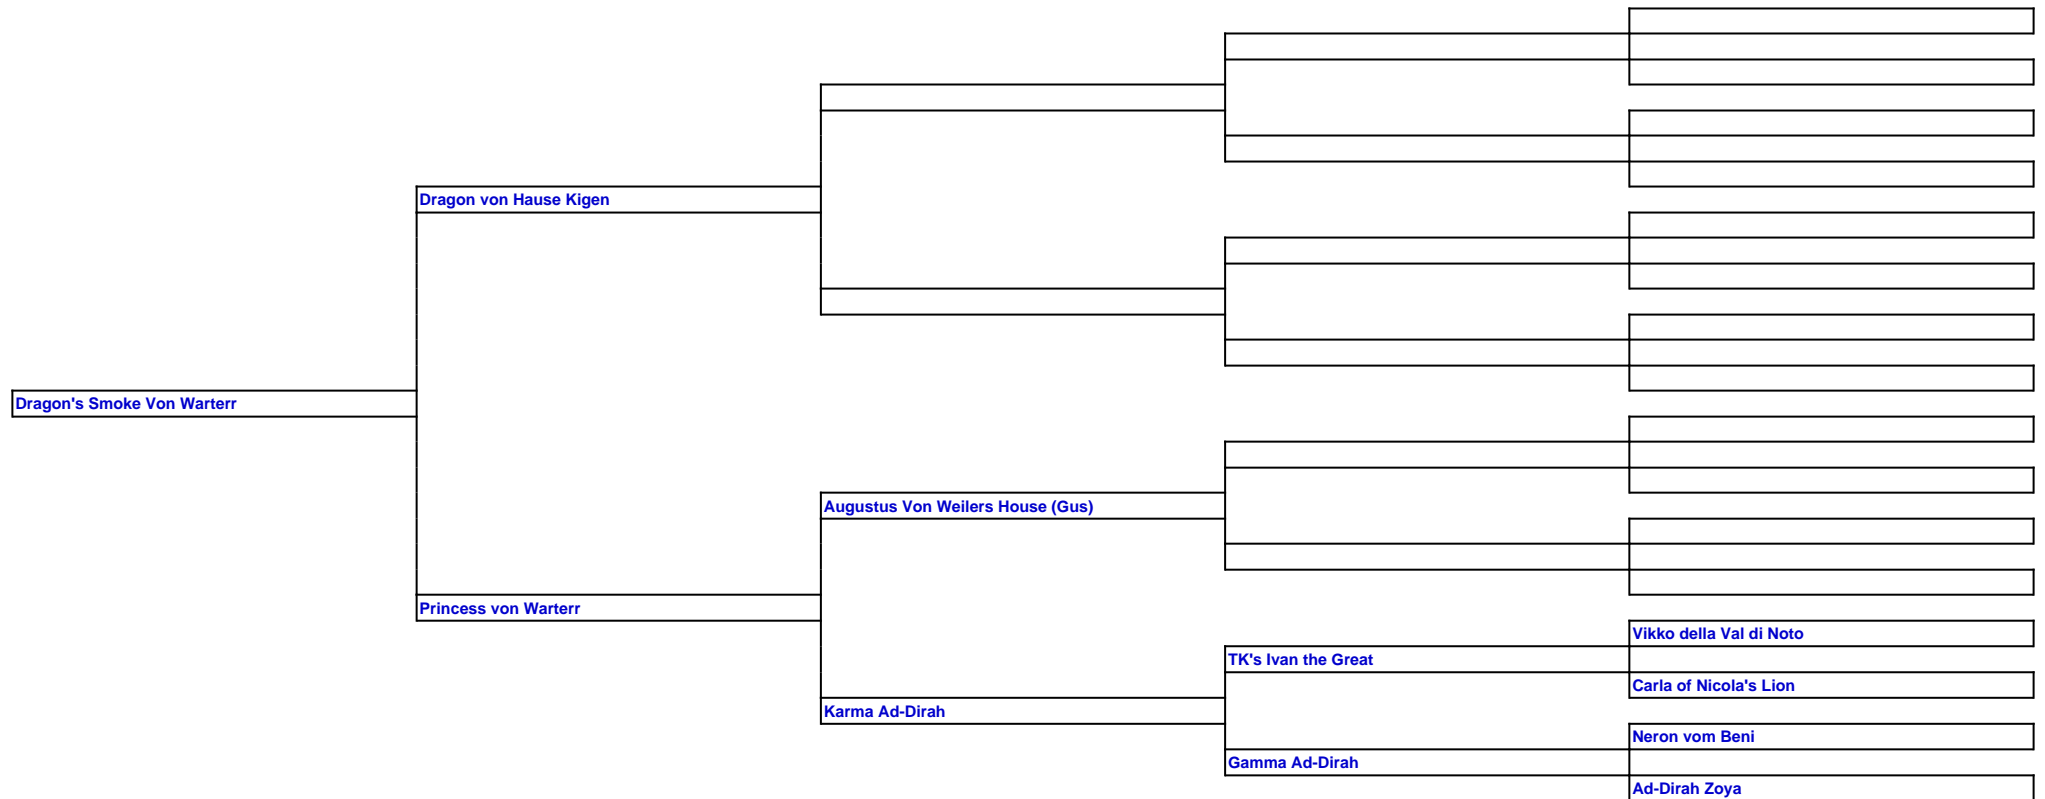 Dragon von Hause Kigen
Dragon's Smoke Von Warterr
Augustus Von Weilers House (Gus)
Princess von Warterr
Vikko della Val di Noto
TK's Ivan the Great
Carla of Nicola's Lion
Karma Ad-Dirah
Neron vom Beni
Gamma Ad-Dirah
Ad-Dirah Zoya